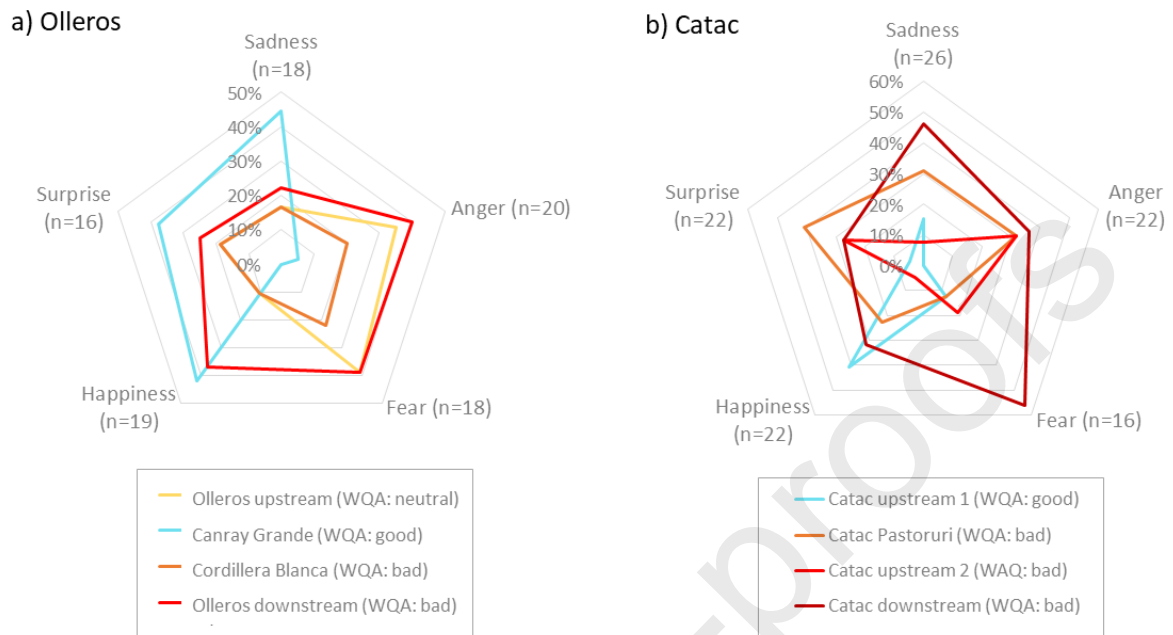 a) Olleros
Sadness
(n=18)
50%
40%
30%
20%
10%
0%
Surprise
(n=16)
Anger (n=20)
Happiness
(n=19)
Fear (n=18)
Olleros upstream (WQA: neutral)
Canray Grande (WQA: good)
Cordillera Blanca (WQA: bad)
Olleros downstream (WQA: bad)
b) Catac
Sadness
(n=26)
60%
50%
40%
30%
20%
10%
0%
Surprise
(n=22)
Anger
(n=22)
Happiness
(n=22)
Fear (n=16)
Catac upstream 1 (WQA: good)
Catac Pastoruri (WQA: bad)
Catac upstream 2 (WAQ: bad)
Catac downstream (WQA: bad)
proofs